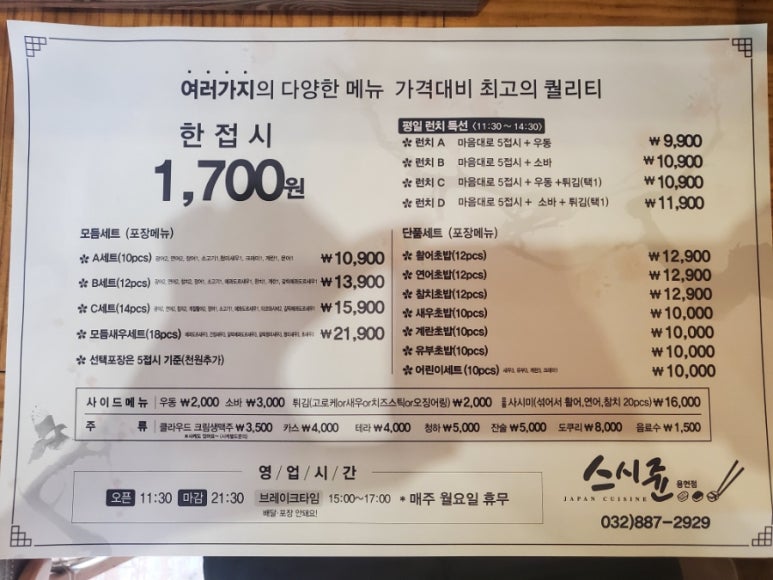 여러가지의 다양한 메뉴 가격대비 최고의 퀄리티
한 접시
1,700원
평일 런치 특선 (11:30~14:30)
런치 A 마음대로 5접시 + 우동 ₩9,900
런치 B 마음대로 5접시 + 소바 ₩10,900
런치 C 마음대로 5접시 + 우동 +튀김(택1) ₩10,900
런치 D 마음대로 5접시 + 소바 + 튀김(택1) ₩11,900
모듬세트 (포장메뉴)
A세트(10pcs) ₩10,900
B세트(12pcs) ₩13,900
C세트(14pcs) ₩15,900
모듬새우세트(18pcs) ₩21,900
선택포장은 5접시 기준(천원추가)
단품세트 (포장메뉴)
활어초밥(12pcs) ₩12,900
연어초밥(12pcs) ₩12,900
참치초밥(12pcs) ₩12,900
새우초밥(10pcs) ₩10,000
계란초밥(10pcs) ₩10,000
유부초밥(10pcs) ₩10,000
어린이세트 (10pcs) ₩10,000
사이드메뉴 우동 ₩2,000 소바 ₩3,000 튀김(고로케or새우or치즈스틱or오징어링) ₩2,000 사시미(섞어서 활어,연어,참치 20pcs) ₩16,000
주 류 클라우드 크림생맥주 ₩3,500 카스 ₩4,000 테라 ₩4,000 청하 ₩5,000 잔술 ₩5,000 도쿠리 ₩8,000 음료수 ₩1,500
영/업/시/간
오픈 11:30 마감 21:30 브레이크타임 15:00~17:00 * 매주 월요일 휴무
배달·포장 안돼요!
스시쿤 용현점
JAPAN CUISINE
032)887-2929